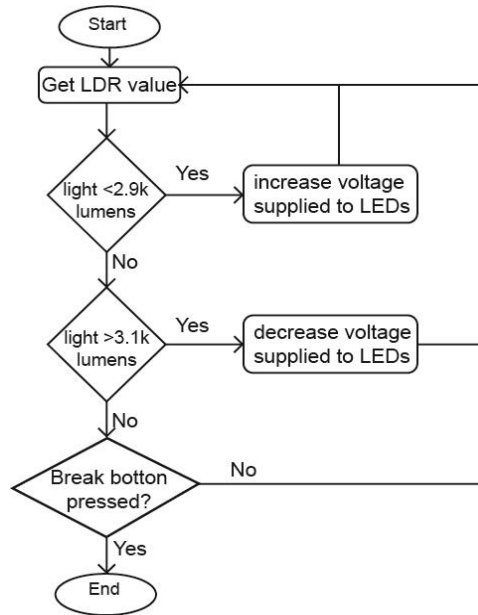 Start
Get LDR value
light <2.9k
lumens
Yes
increase voltage
supplied to LEDs
No
light >3.1k
lumens
Yes
decrease voltage
supplied to LEDs
No
Break botton
pressed?
No
Yes
End